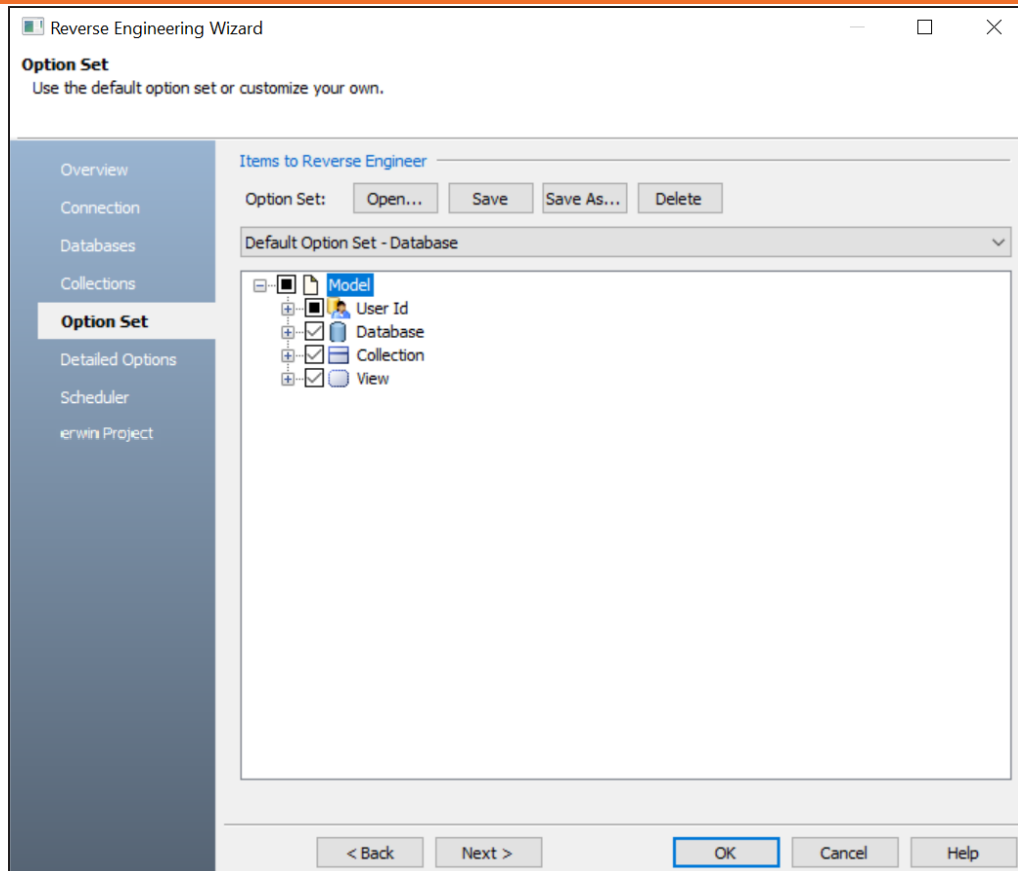 Reverse Engineering Wizard
Option Set
Use the default option set or customize your own.
Overview
Connection
Databases
Collections
Option Set
Detailed Options
Scheduler
erwin Project
Items to Reverse Engineer
Option Set: Open... Save Save As... Delete
Default Option Set - Database
Model
User Id
Database
Collection
View
< Back Next > OK Cancel Help